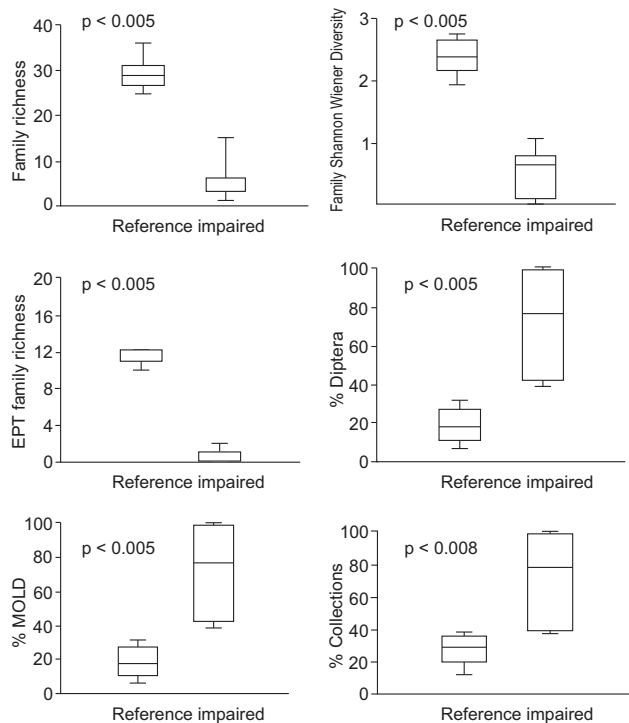 p < 0.005
Family richness
40
30
20
10
0
Reference impaired
p < 0.005
Family Shannon Wiener Diversity
3
2
1
Reference impaired
p < 0.005
EPT family richness
20
16
12
8
4
0
Reference impaired
p < 0.005
% Diptera
100
80
60
40
20
0
Reference impaired
p < 0.005
% MOLD
100
80
60
40
20
0
Reference impaired
p < 0.008
% Collections
100
80
60
40
20
0
Reference impaired